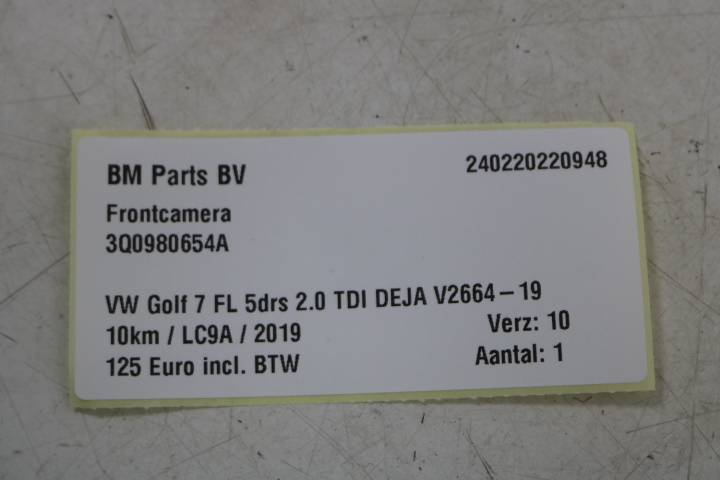 BM Parts BV 240220220948
Frontcamera
3Q0980654A
VW Golf 7 FL 5drs 2.0 TDI DEJA V2664-19
10km / LC9A / 2019 Verz: 10
125 Euro incl. BTW Aantal: 1